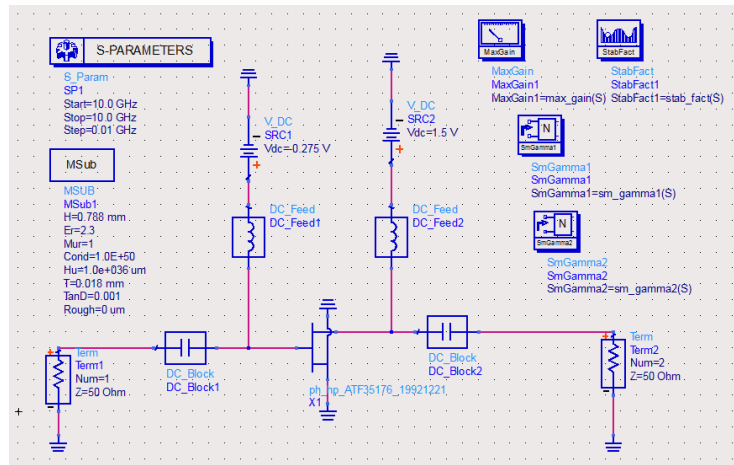 S-PARAMETERS
S_Param
SP1
Start=10.0 GHz
Stop=10.0 GHz
Step=0.01 GHz
MSub
MSUB
MSub1
H=0.788 mm
Er=2.3
Mur=1
Cond=1.0E+50
Hu=1.0e+036 um
T=0.018 mm
TanD=0.001
Rough=0 um
V_DC
SRC1
Vdc=-0.275 V
V_DC
SRC2
Vdc=1.5 V
MaxGain
MaxGain
MaxGain1
MaxGain1=max_gain(S)
StabFact
StabFact
StabFact1
StabFact1=stab_fact(S)
SmGamma1
SmGamma1
SmGamma1
SmGamma1=sm_gamma1(S)
SmGamma2
SmGamma2
SmGamma2
SmGamma2=sm_gamma2(S)
N
N
DC_Feed
DC_Feed1
DC_Feed
DC_Feed2
Term
Term1
Num=1
Z=50 Ohm
DC_Block
DC_Block1
ph_hp_ATF35176_19921221
X1
DC_Block
DC_Block2
Term
Term2
Num=2
Z=50 Ohm